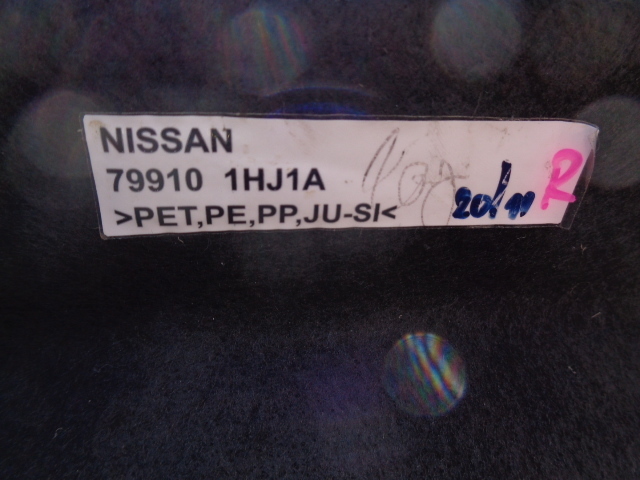 NISSAN
79910 1HJ1A
>PET,PE,PP,JU-SI<
20/11 R